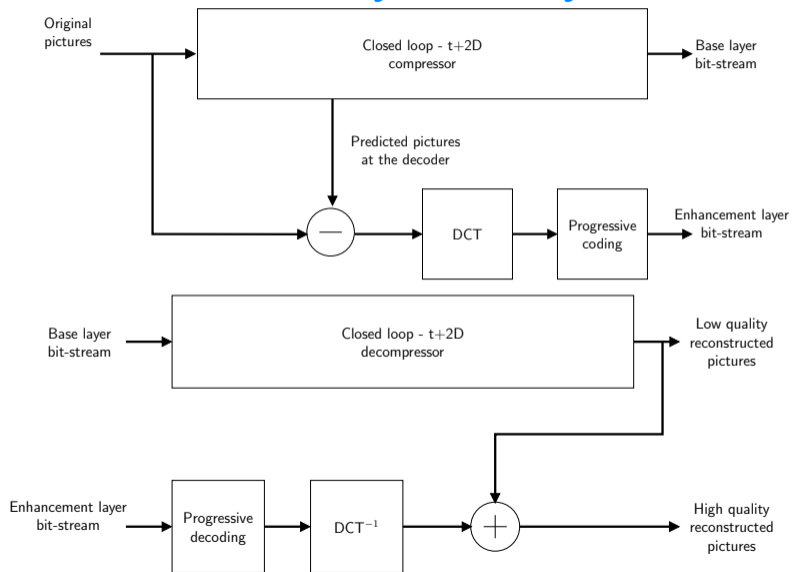 Original
pictures
Closed loop - t+2D
compressor
Base layer
bit-stream
Predicted pictures
at the decoder
—
DCT
Progressive
coding
Enhancement layer
bit-stream
Base layer
bit-stream
Closed loop - t+2D
decompressor
Low quality
reconstructed
pictures
Enhancement layer
bit-stream
Progressive
decoding
DCT⁻¹
+
High quality
reconstructed
pictures